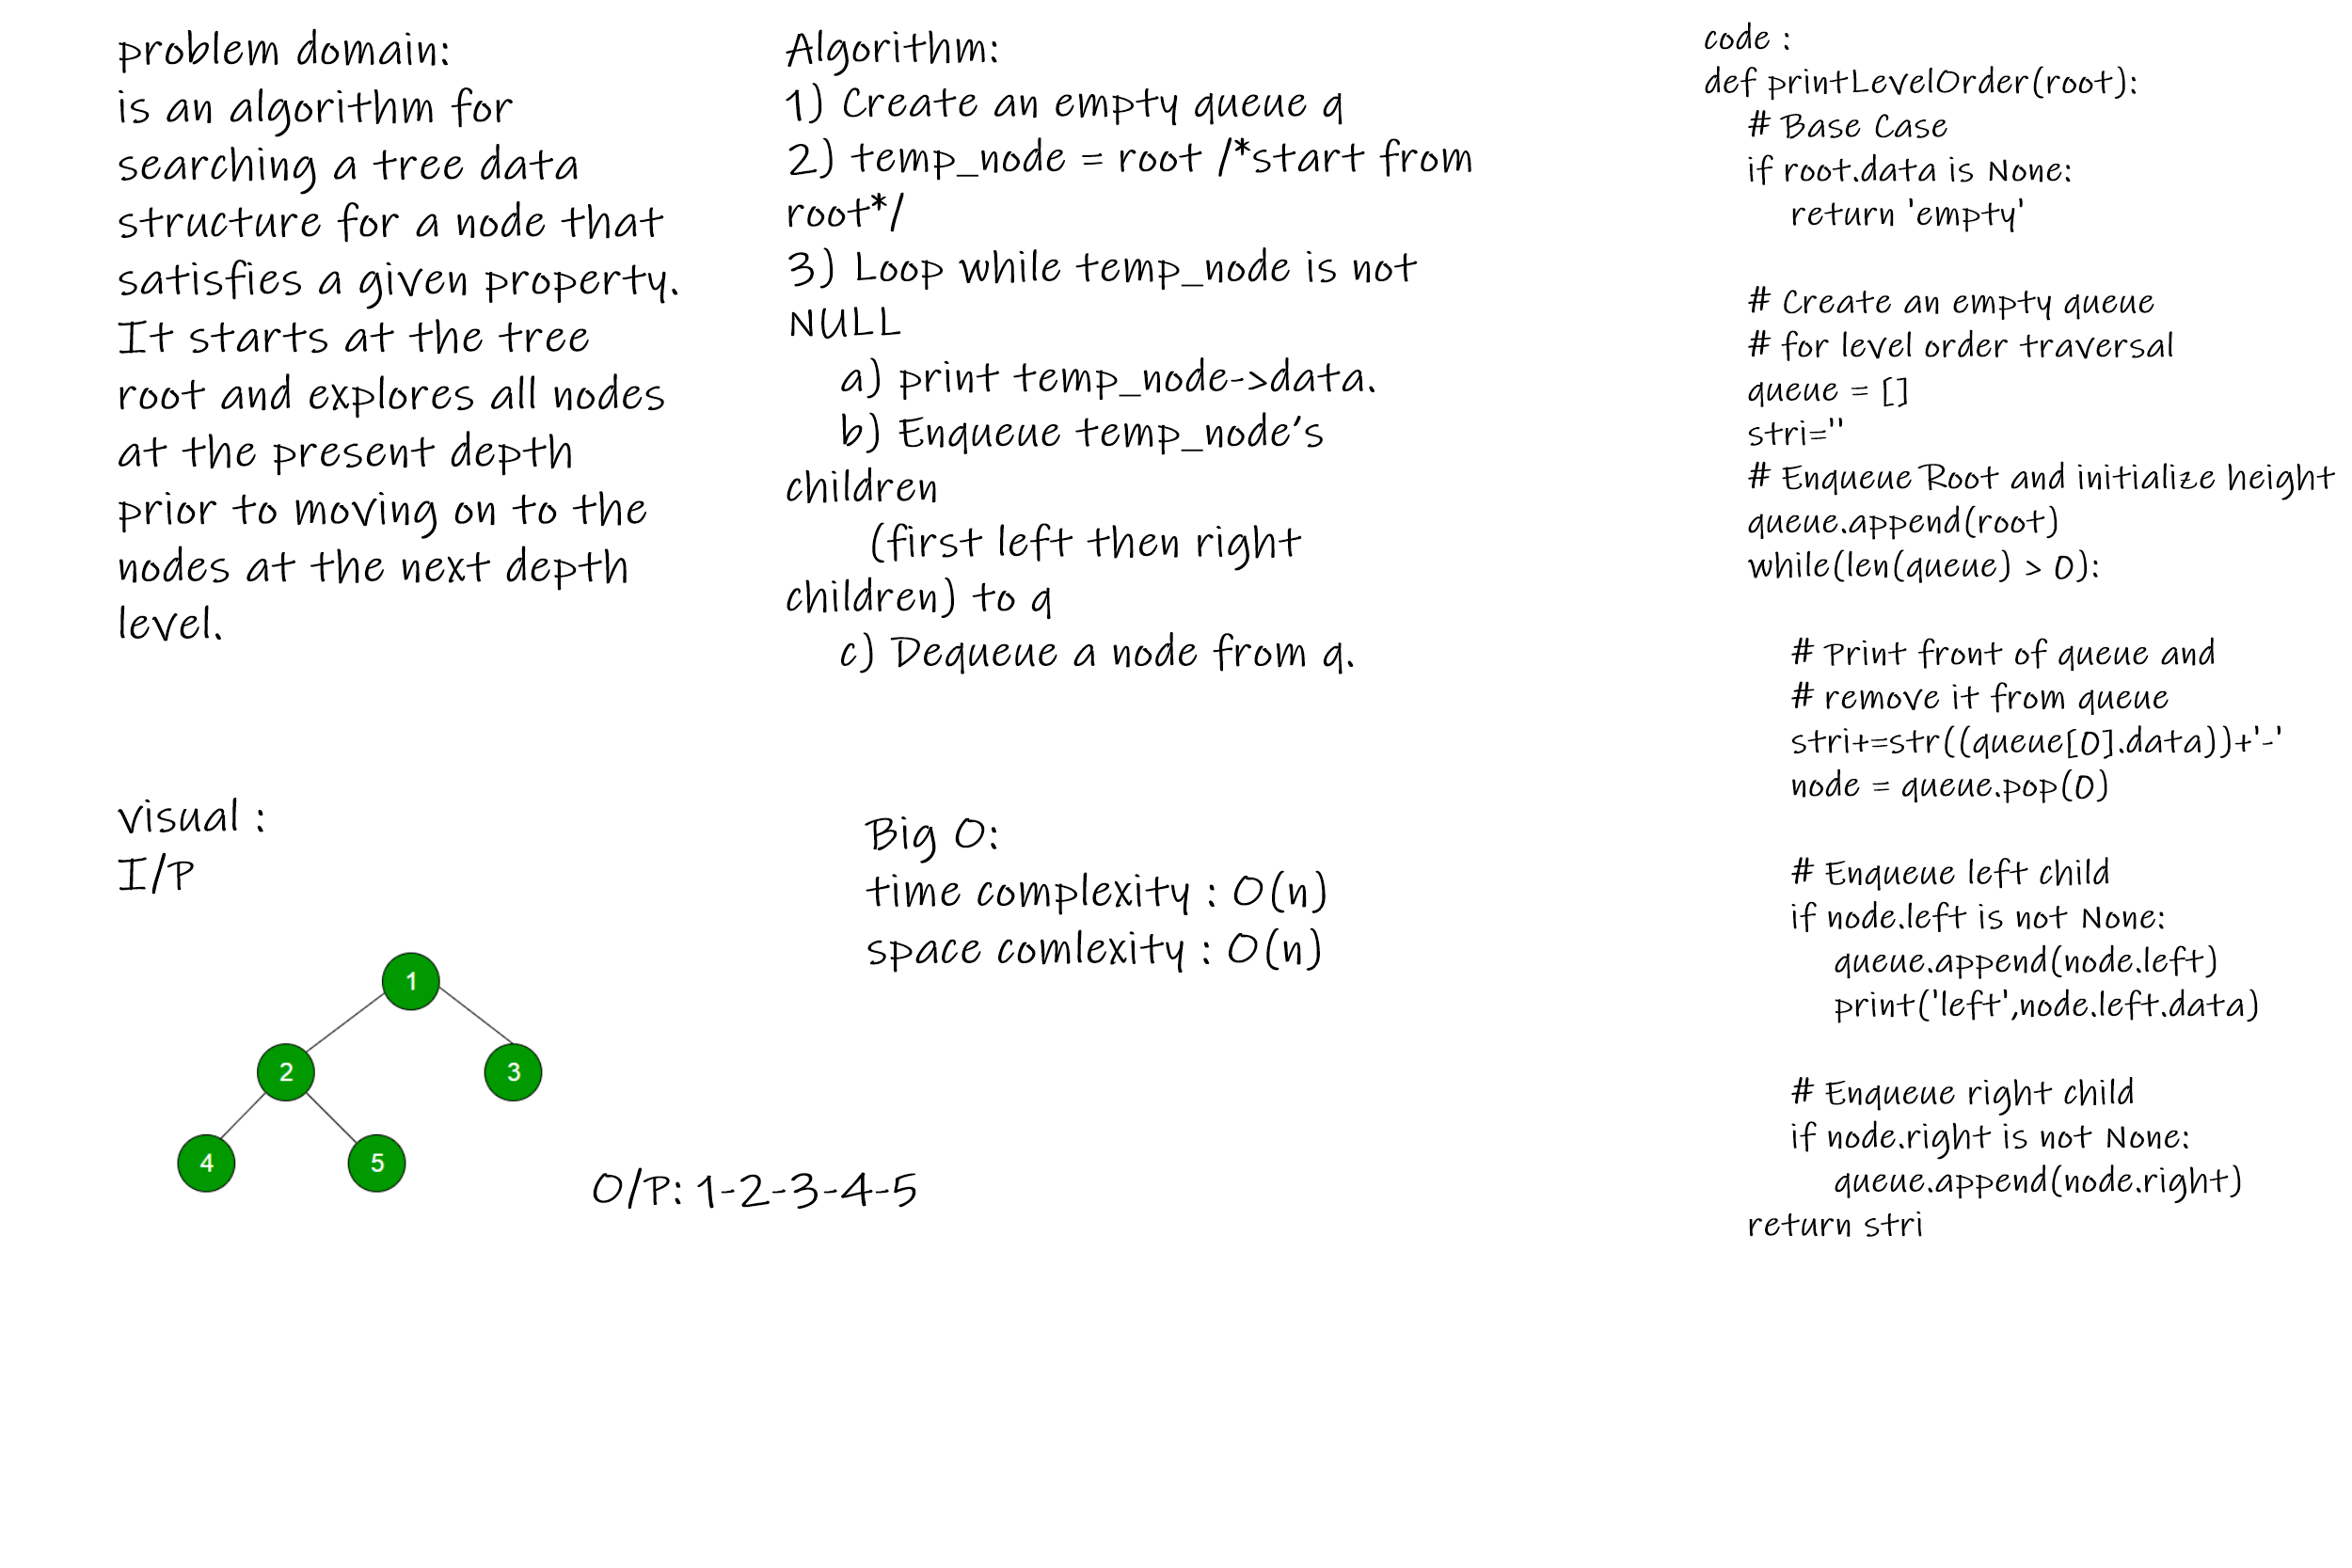 problem domain:
is an algorithm for
searching a tree data
structure for a node that
satisfies a given property.
It starts at the tree
root and explores all nodes
at the present depth
prior to moving on to the
nodes at the next depth
level.
visual :
I/P
1
2
3
4
5
O/P: 1-2-3-4-5
Algorithm:
1) Create an empty queue q
2) temp_node = root /*start from
root*/
3) Loop while temp_node is not
NULL
a) print temp_node->data.
b) Enqueue temp_node’s
children
(first left then right
children) to q
c) Dequeue a node from q.
Big O:
time complexity : O(n)
space comlexity : O(n)
code :
def printLevelOrder(root):
# Base Case
if root.data is None:
return 'empty'
# Create an empty queue
# for level order traversal
queue = []
stri=''
# Enqueue Root and initialize height
queue.append(root)
while(len(queue) > 0):
# Print front of queue and
# remove it from queue
stri+=str((queue[0].data))+'-'
node = queue.pop(0)
# Enqueue left child
if node.left is not None:
queue.append(node.left)
print('left',node.left.data)
# Enqueue right child
if node.right is not None:
queue.append(node.right)
return stri